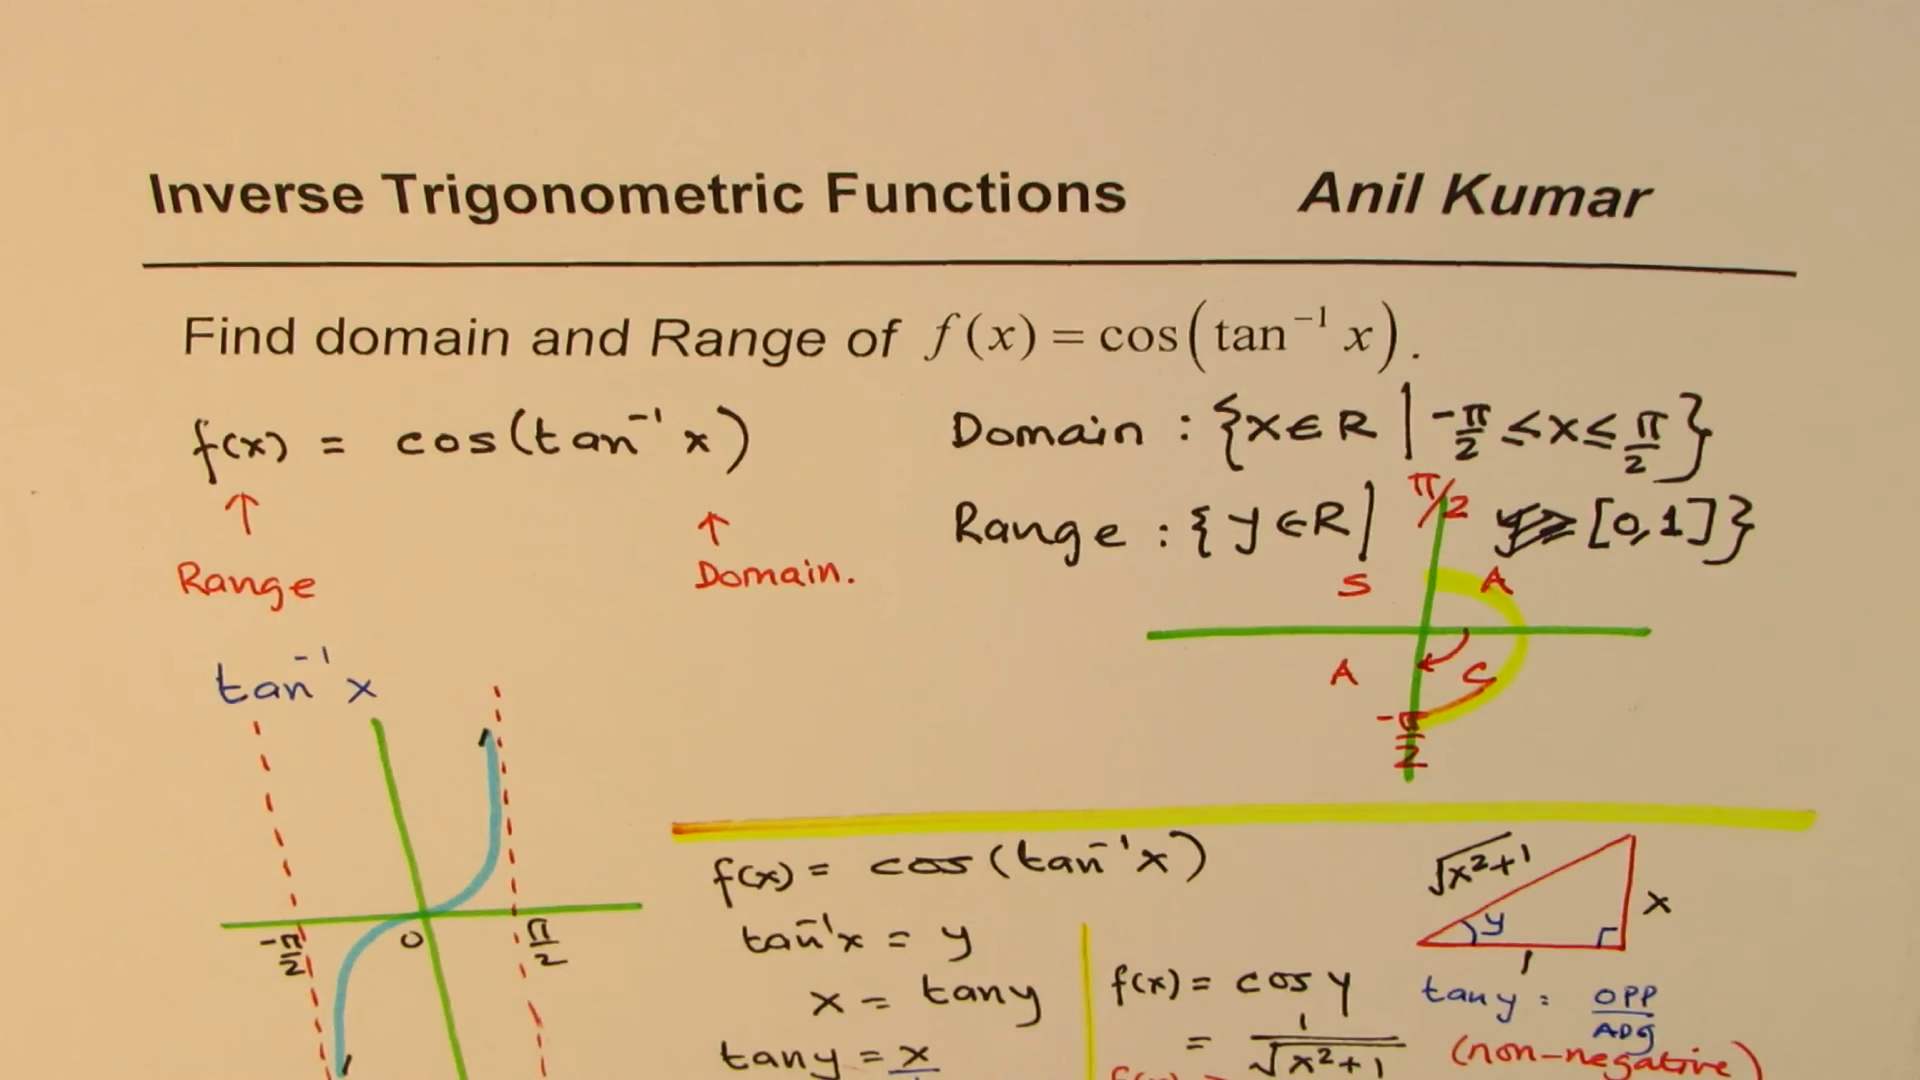 Inverse Trigonometric Functions Anil Kumar
Find domain and Range of f(x) = cos(tan⁻¹ x).
f(x) = cos(tan⁻¹ x)
Range
Domain.
Domain : {x∈R | -π/2 ≤ x ≤ π/2}
Range : {y∈R | [0,1]}
π/2
S A
A C
-π/2
tan⁻¹ x
-π/2 0 π/2
f(x) = cos(tan⁻¹x)
tan⁻¹x = y
x = tan y
tan y = x
f(x) = cos y
= 1/√x²+1
√x²+1
x
y
1
tan y = OPP/ADJ
(non-negative)